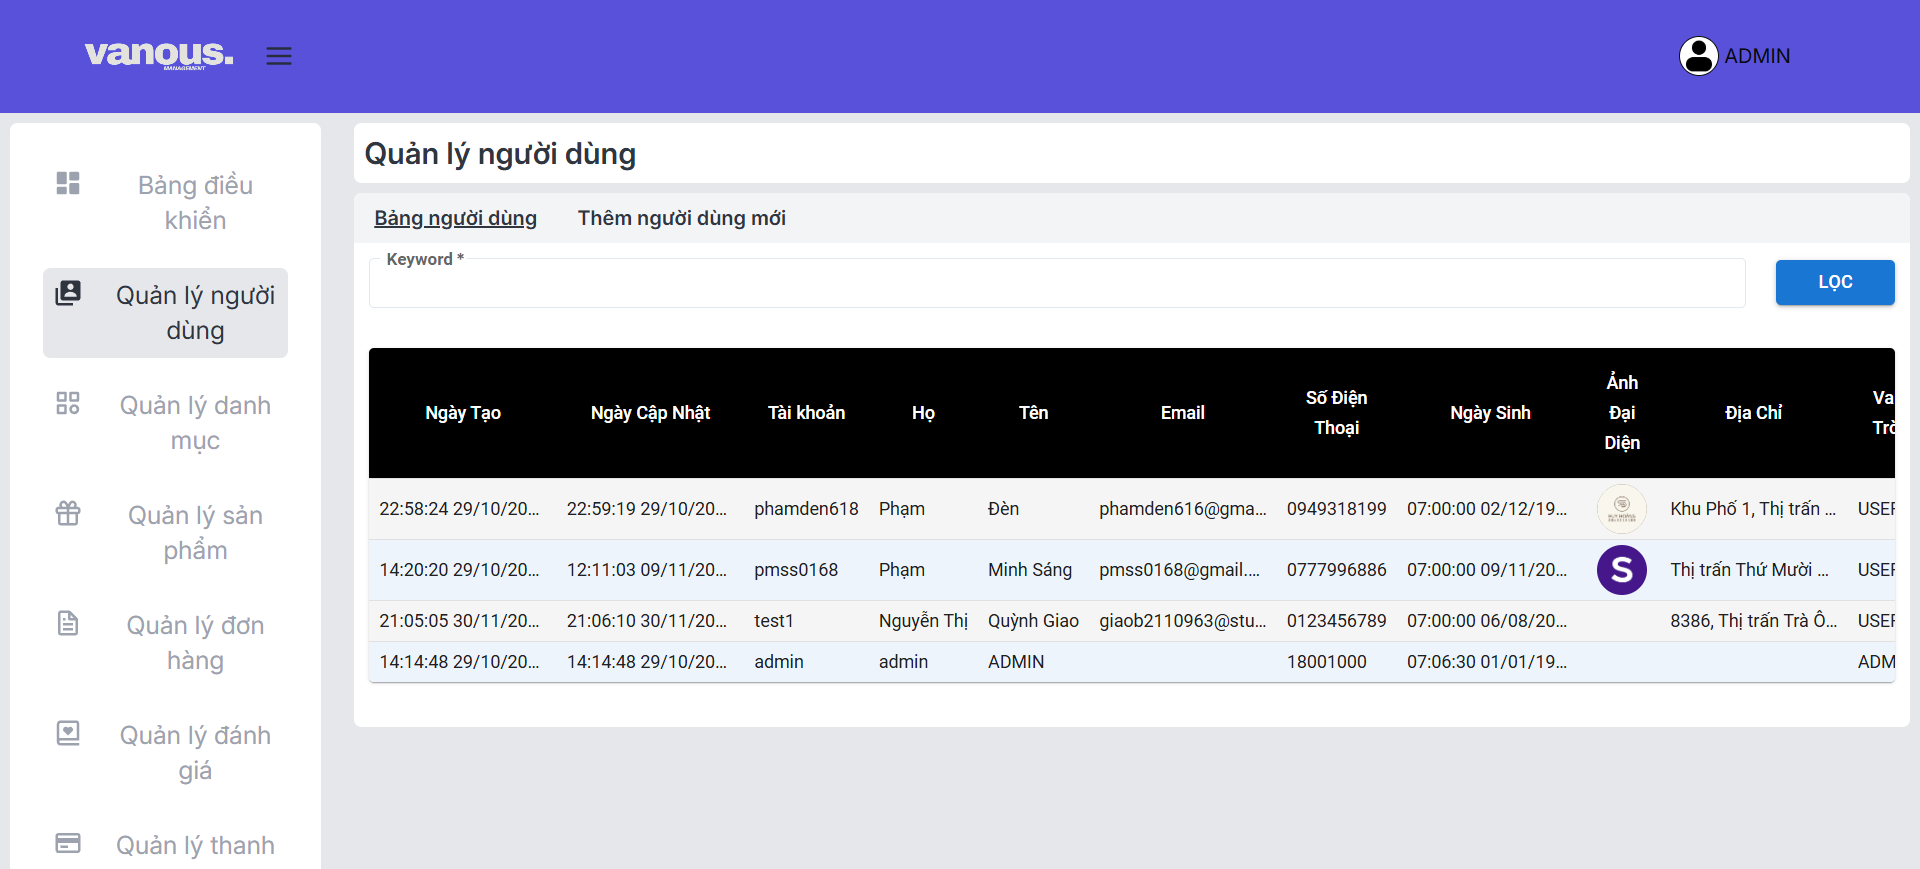 vanous.
MANAGEMENT
ADMIN
Bảng điều
khiển
Quản lý người
dùng
Quản lý danh
mục
Quản lý sản
phẩm
Quản lý đơn
hàng
Quản lý đánh
giá
Quản lý thanh
Quản lý người dùng
Bảng người dùng Thêm người dùng mới
Keyword *
LỌC
Ngày Tạo Ngày Cập Nhật Tài khoản Họ Tên Email Số Điện Thoại Ngày Sinh Ảnh Đại Diện Địa Chỉ Va Trò
22:58:24 29/10/20... 22:59:19 29/10/20... phamden618 Phạm Đèn phamden616@gma... 0949318199 07:00:00 02/12/19... Khu Phố 1, Thị trấn ... USER
14:20:20 29/10/20... 12:11:03 09/11/20... pmss0168 Phạm Minh Sáng pmss0168@gmail.... 0777996886 07:00:00 09/11/20... S Thị trấn Thứ Mười ... USER
21:05:05 30/11/20... 21:06:10 30/11/20... test1 Nguyễn Thị Quỳnh Giao giaob2110963@stu... 0123456789 07:00:00 06/08/20... 8386, Thị trấn Trà Ô... USER
14:14:48 29/10/20... 14:14:48 29/10/20... admin admin ADMIN 18001000 07:06:30 01/01/19... ADM